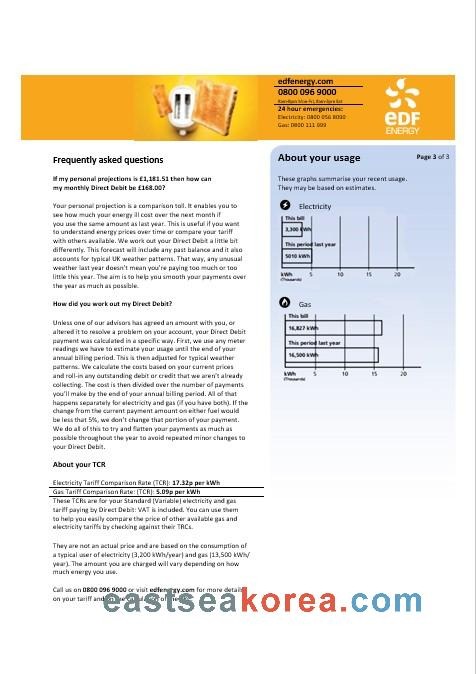 edfenergy.com
0800 096 9000
8am-8pm Mon-Fri, 8am-2pm Sat
24 hour emergencies:
Electricity: 0800 056 8090
Gas: 0800 111 999
eDF
ENERGY
Frequently asked questions
If my personal projections is £1,181.51 then how can
my monthly Direct Debit be £168.00?
Your personal projection is a comparison toll. It enables you to
see how much your energy ill cost over the next month if
you use the same amount as last year. This is useful if you want
to understand energy prices over time or compare your tariff
with others available. We work out your Direct Debit a little bit
differently. This forecast will include any past balance and it also
accounts for typical UK weather patterns. That way, any unusual
weather last year doesn't mean you're paying too much or too
little this year. The aim is to help you smooth your payments over
the year as much as possible.
How did you work out my Direct Debit?
Unless one of our advisors has agreed an amount with you, or
altered it to resolve a problem on your account, your Direct Debit
payment was calculated in a specific way. First, we use any meter
readings we have to estimate your usage until the end of your
annual billing period. This is then adjusted for typical weather
patterns. We calculate the costs based on your current prices
and roll-in any outstanding debit or credit that we aren't already
collecting. The cost is then divided over the number of payments
you'll make by the end of your annual billing period. All of that
happens separately for electricity and gas (if you have both). If the
change from the current payment amount on either fuel would
be less that 5%, we don't change that portion of your payment.
We do all of this to try and flatten your payments as much as
possible throughout the year to avoid repeated minor changes to
your Direct Debit.
About your TCR
Electricity Tariff Comparison Rate (TCR): 17.32p per kWh
Gas Tariff Comparison Rate: (TCR): 5.09p per kWh
These TCRs are for your Standard (Variable) electricity and gas
tariff paying by Direct Debit: VAT is included. You can use them
to help you easily compare the price of other available gas and
electricity tariffs by checking against their TRCs.
They are not an actual price and are based on the consumption of
a typical user of electricity (3,200 kWh/year) and gas (13,500 kWh/
year). The amount you are charged will vary depending on how
much energy you use.
Call us on 0800 096 9000 or visit edfenergy.com for more details
on your tariff and
About your usage
Page 3 of 3
These graphs summarise your recent usage.
They may be based on estimates.
Electricity
This bill
3,300 kWh
This period last year
5010 kWh
kWh 5 10 15 20
(Thousands)
Gas
This bill
16,827 kWh
This period last year
16,500 kWh
kWh 5 10 15 20
(Thousands)
eastseakorea.com